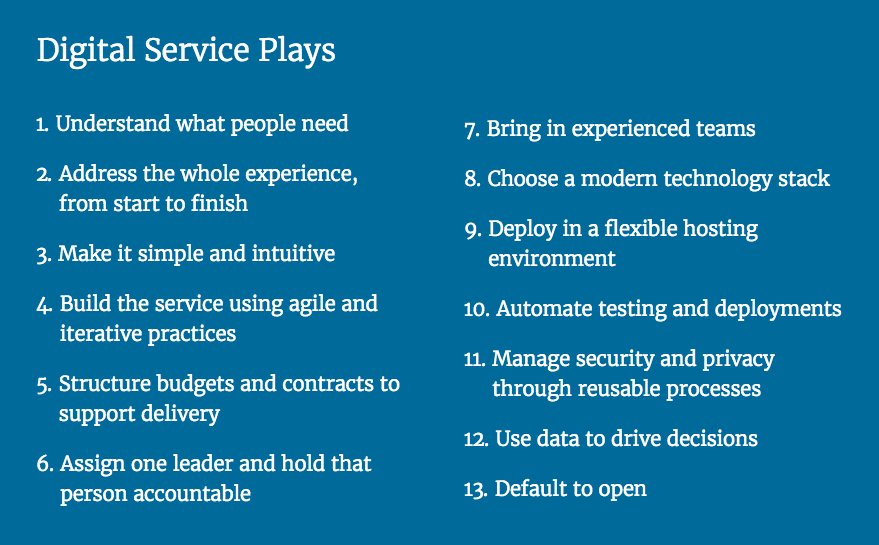 Digital Service Plays
1. Understand what people need
2. Address the whole experience,
from start to finish
3. Make it simple and intuitive
4. Build the service using agile and
iterative practices
5. Structure budgets and contracts to
support delivery
6. Assign one leader and hold that
person accountable
7. Bring in experienced teams
8. Choose a modern technology stack
9. Deploy in a flexible hosting
environment
10. Automate testing and deployments
11. Manage security and privacy
through reusable processes
12. Use data to drive decisions
13. Default to open